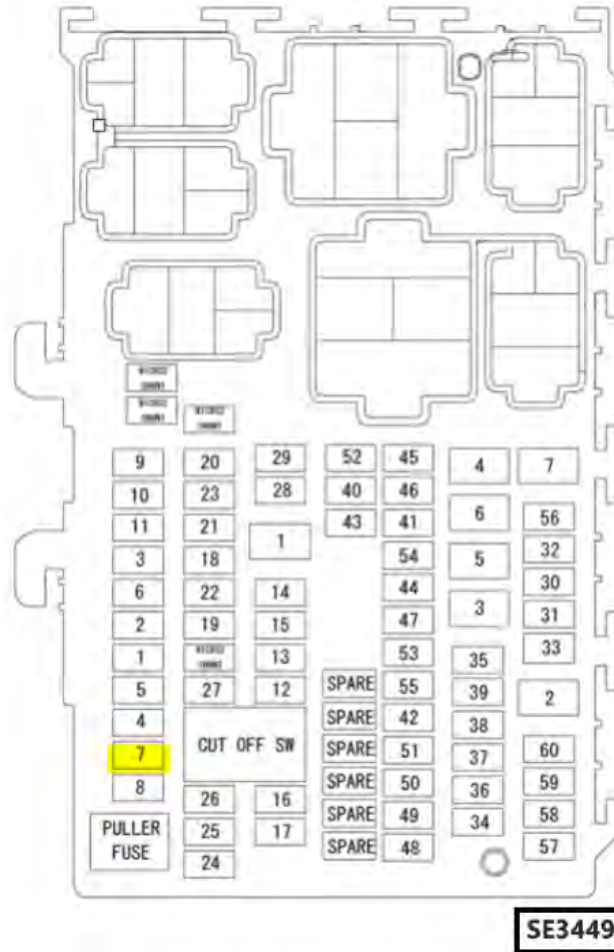 9 20 29 52 45 4 7
10 23 28 40 46
11 21 1 43 41 6 56
3 18 54 5 32
6 22 14 44 30
2 19 15 47 3 31
1 13 53 35 33
5 27 12 SPARE 55 39 2
4 CUT OFF SW SPARE 42 38
7 SPARE 51 37 60
8 26 16 SPARE 50 36 59
PULLER 25 17 SPARE 49 34 58
FUSE 24 SPARE 48 57
SE3449